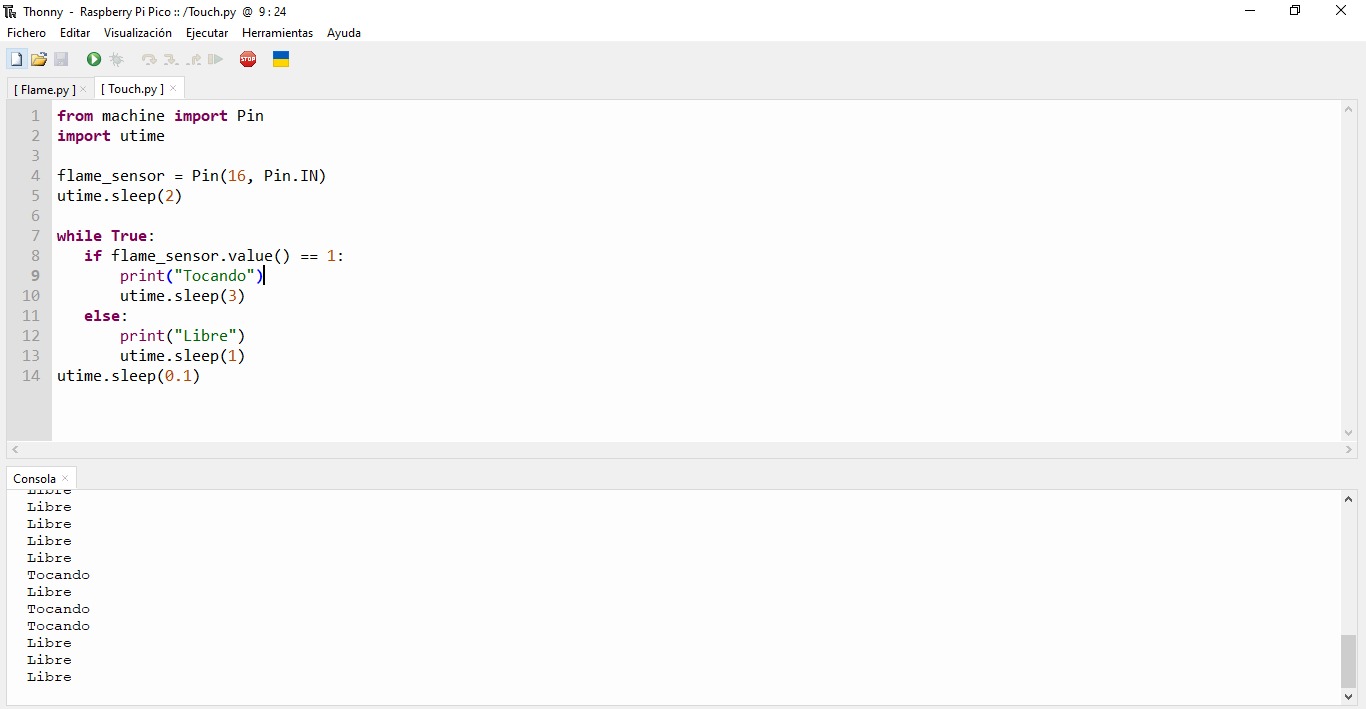 Thonny - Raspberry Pi Pico :: /Touch.py @ 9 : 24
Fichero Editar Visualización Ejecutar Herramientas Ayuda
STOP
[ Flame.py ] × [ Touch.py ] ×
1 from machine import Pin
2 import utime
3
4 flame_sensor = Pin(16, Pin.IN)
5 utime.sleep(2)
6
7 while True:
8 if flame_sensor.value() == 1:
9 print("Tocando")
10 utime.sleep(3)
11 else:
12 print("Libre")
13 utime.sleep(1)
14 utime.sleep(0.1)
Consola ×
Libre
Libre
Libre
Libre
Libre
Tocando
Libre
Tocando
Tocando
Libre
Libre
Libre